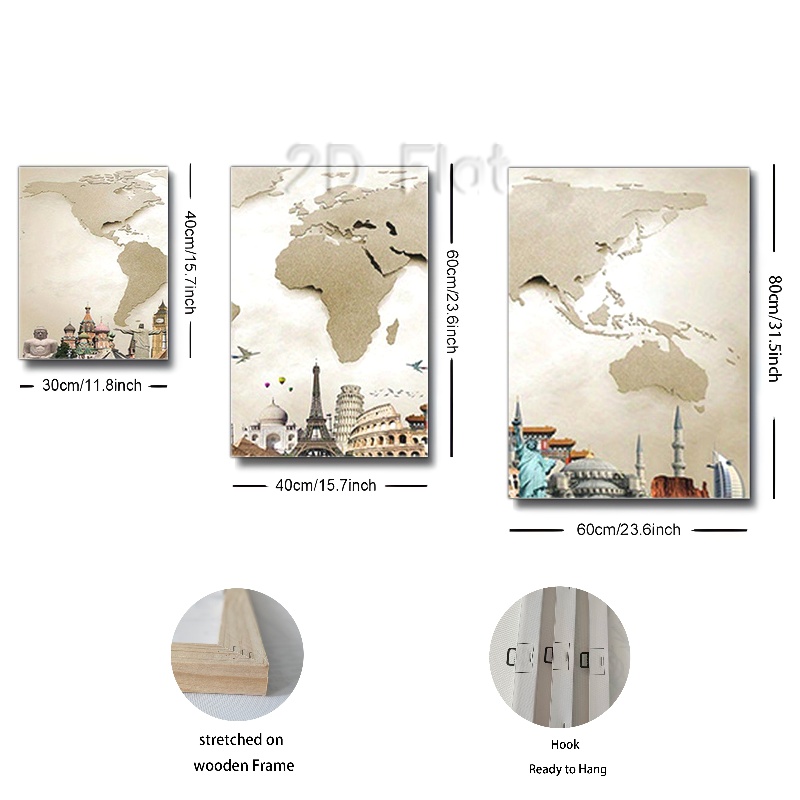 2D Flat
40cm/15.7inch
30cm/11.8inch
60cm/23.6inch
40cm/15.7inch
80cm/31.5inch
60cm/23.6inch
stretched on
wooden Frame
Hook
Ready to Hang